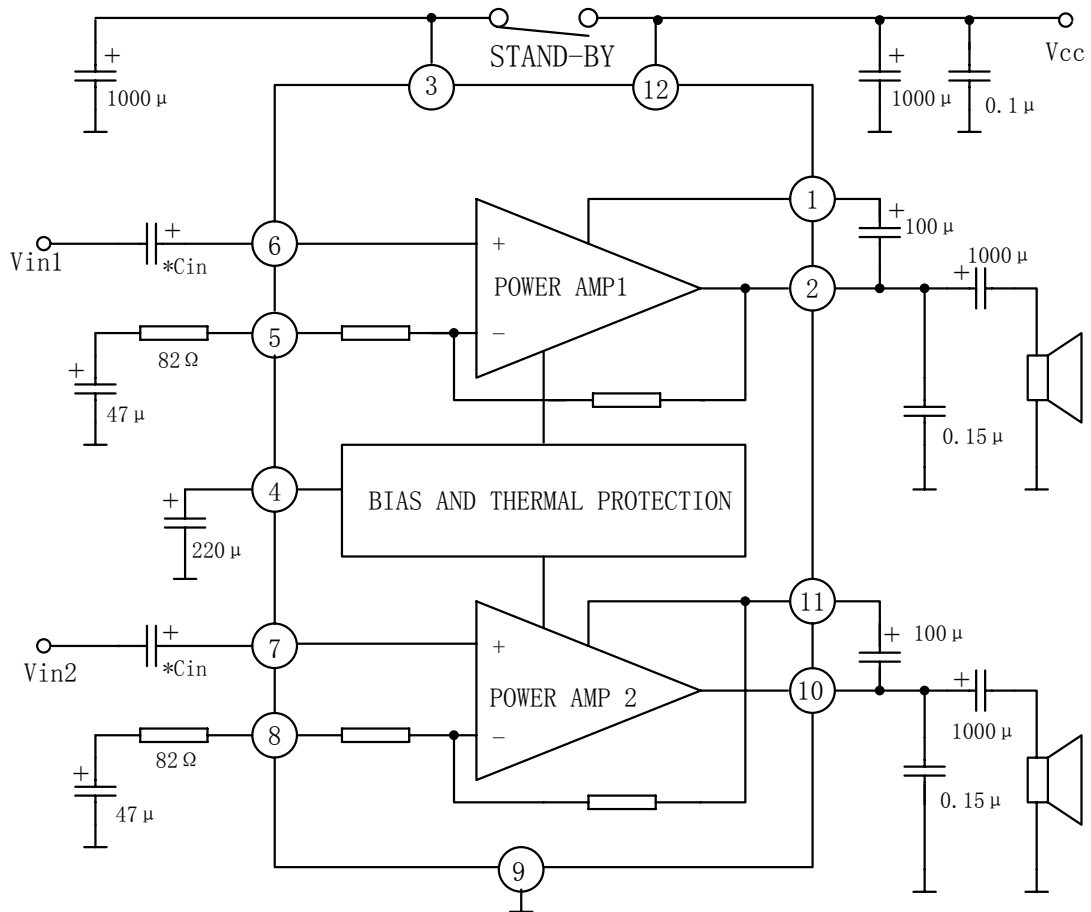 STAND-BY
Vcc
+
1000μ
3
12
+
1000μ
0.1μ
1
+
100μ
Vin1
+
*Cin
6
+
POWER AMP1
2
+
1000μ
82Ω
5
−
+
47μ
0.15μ
4
BIAS AND THERMAL PROTECTION
+
220μ
11
+
100μ
Vin2
+
*Cin
7
+
POWER AMP 2
10
+
1000μ
82Ω
8
−
+
47μ
0.15μ
9